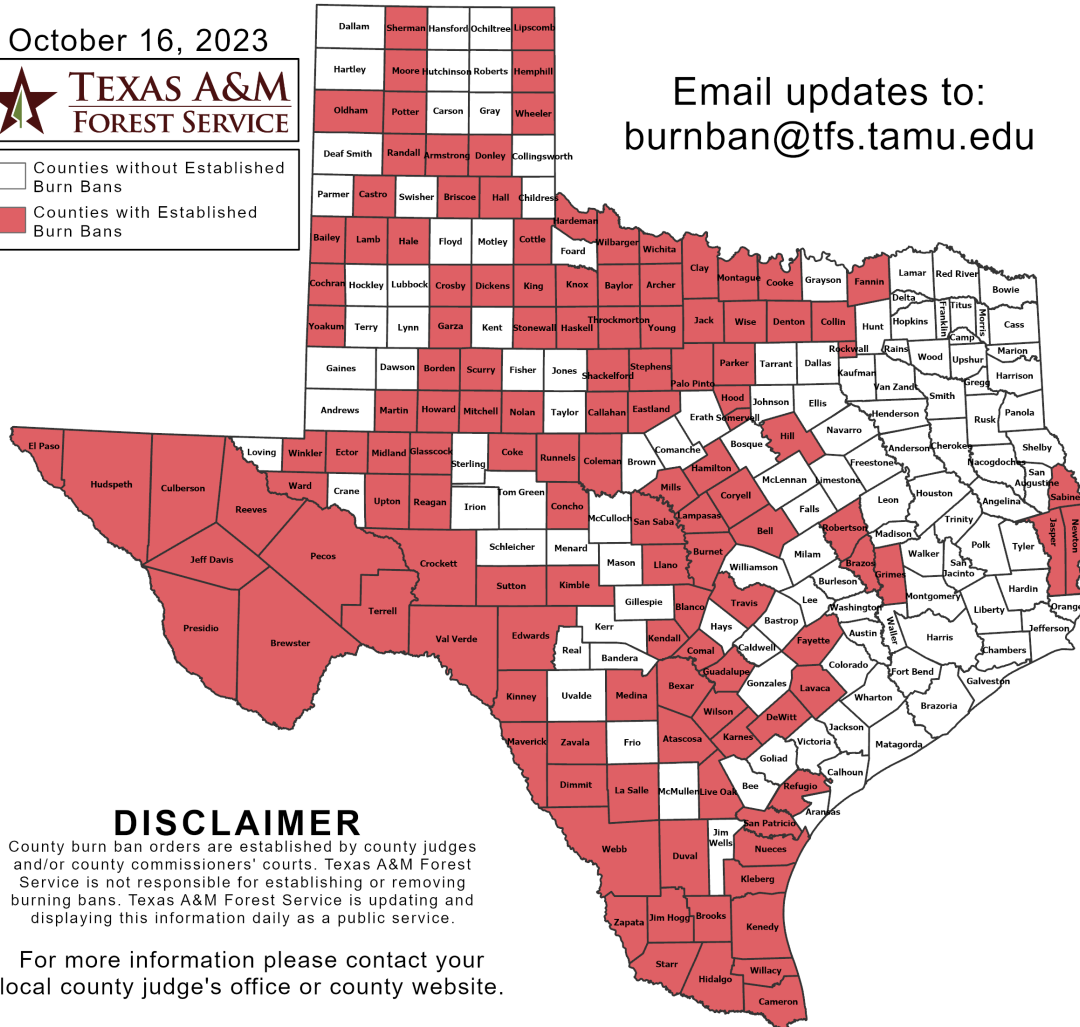 October 16, 2023
TEXAS A&M
FOREST SERVICE
Counties without Established
Burn Bans
Counties with Established
Burn Bans
Email updates to:
burnban@tfs.tamu.edu
Dallam Sherman Hansford Ochiltree Lipscomb
Hartley Moore Hutchinson Roberts Hemphill
Oldham Potter Carson Gray Wheeler
Deaf Smith Randall Armstrong Donley Collingsworth
Parmer Castro Swisher Briscoe Hall Childress
Hardeman
Bailey Lamb Hale Floyd Motley Cottle Foard Wilbarger Wichita
Clay Montague Cooke Grayson Fannin Lamar Red River Bowie
Cochran Hockley Lubbock Crosby Dickens King Knox Baylor Archer
Delta Titus Franklin Morris Cass
Yoakum Terry Lynn Garza Kent Stonewall Haskell Throckmorton Young Jack Wise Denton Collin Hunt Hopkins Camp
Rockwall Rains Wood Upshur Marion
Gaines Dawson Borden Scurry Fisher Jones Shackelford Stephens Palo Pinto Parker Tarrant Dallas Kaufman Van Zandt Gregg Harrison
Andrews Martin Howard Mitchell Nolan Taylor Callahan Eastland Erath Hood Somervell Johnson Ellis Henderson Smith Rusk Panola
El Paso Loving Winkler Ector Midland Glasscock Sterling Coke Runnels Coleman Brown Comanche Bosque Hill Navarro Anderson Cherokee Shelby
Hudspeth Culberson Reeves Ward Crane Upton Reagan Irion Tom Green Concho McCulloch San Saba Mills Hamilton Coryell McLennan Limestone Freestone Nacogdoches San
Augustine Sabine
Lampasas Bell Falls Robertson Leon Houston Angelina Trinity Jasper Newton
Jeff Davis Pecos Crockett Schleicher Menard Mason Llano Burnet Williamson Milam Brazos Madison Grimes Walker San
Jacinto Polk Tyler
Terrell Sutton Kimble Gillespie Blanco Travis Lee Burleson Washington Montgomery Liberty Hardin Orange
Presidio Brewster Val Verde Edwards Real Kerr Bandera Kendall Comal Hays Caldwell Bastrop Fayette Austin Waller Harris Chambers Jefferson
Kinney Uvalde Medina Bexar Guadalupe Gonzales Lavaca Colorado Wharton Fort Bend Brazoria Galveston
Maverick Zavala Frio Atascosa Wilson Karnes DeWitt Victoria Jackson Matagorda
Dimmit La Salle McMullen Live Oak Bee Goliad Refugio Calhoun Aransas
Webb Duval Jim
Wells San Patricio Nueces
Kleberg
Zapata Jim Hogg Brooks Kenedy
Starr Hidalgo Willacy
Cameron
DISCLAIMER
County burn ban orders are established by county judges
and/or county commissioners' courts. Texas A&M Forest
Service is not responsible for establishing or removing
burning bans. Texas A&M Forest Service is updating and
displaying this information daily as a public service.
For more information please contact your
local county judge's office or county website.